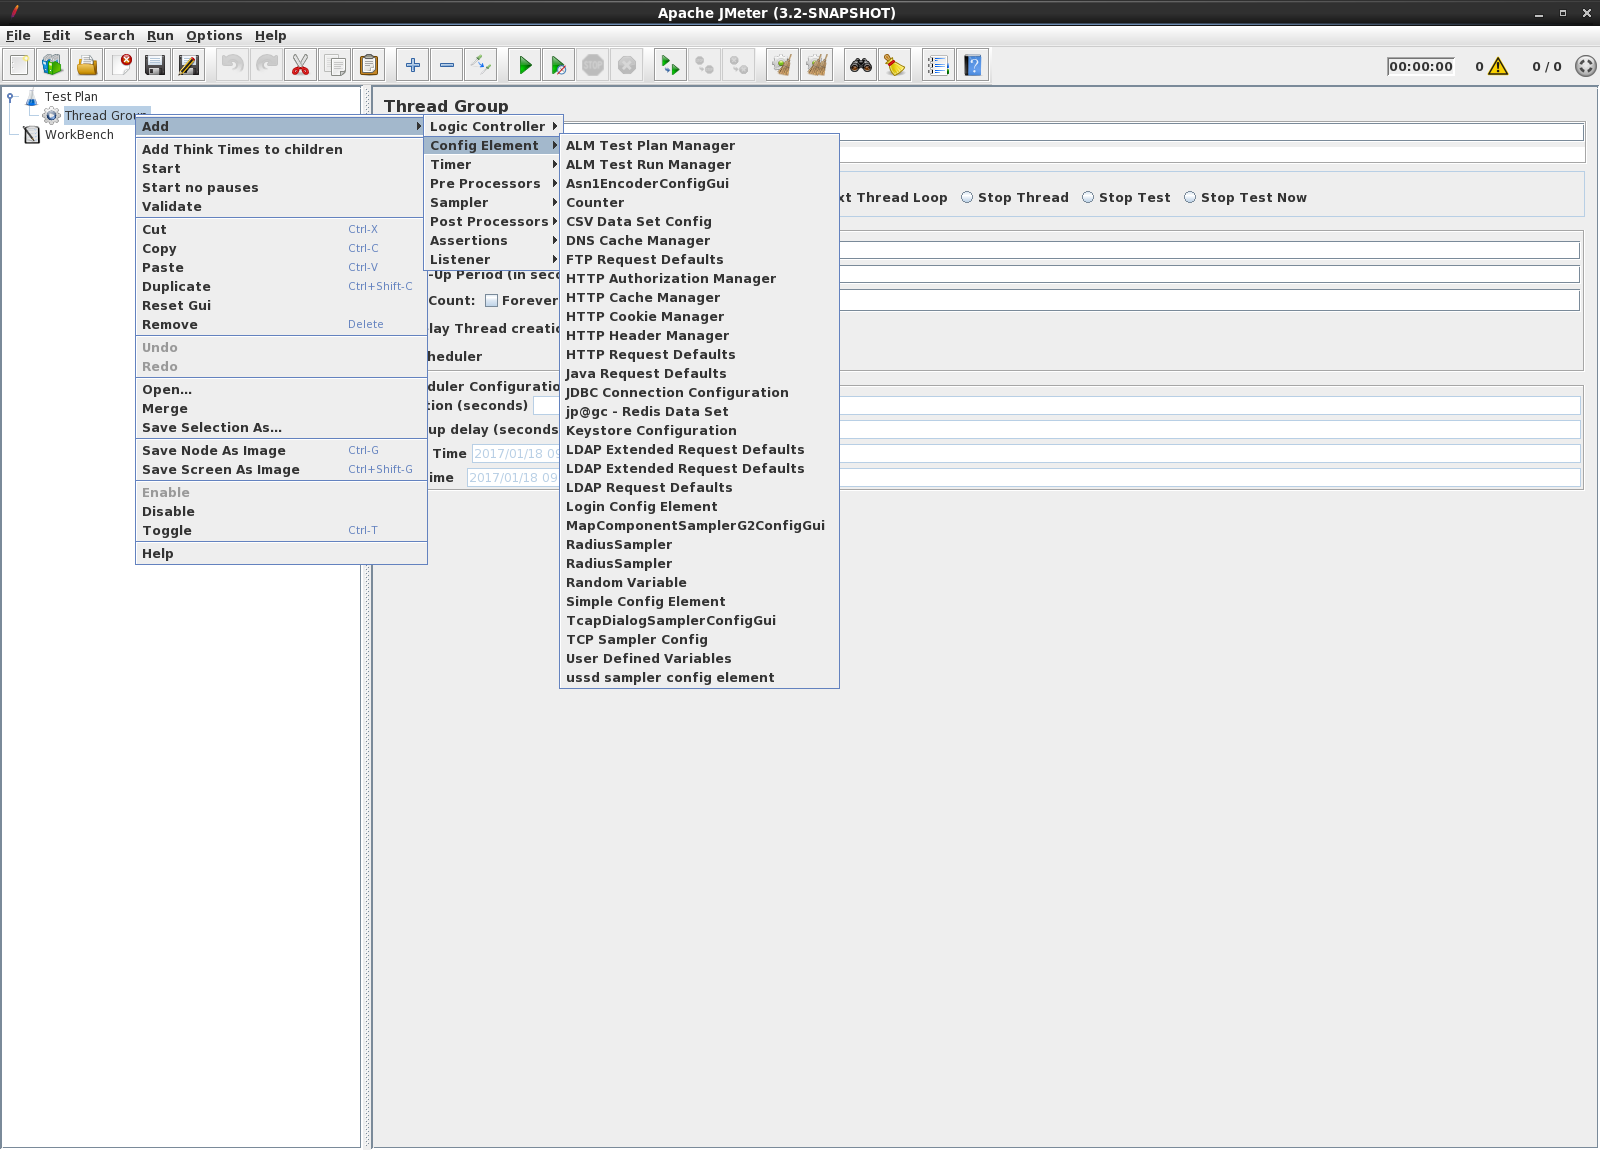 Apache JMeter (3.2-SNAPSHOT)
File Edit Search Run Options Help
00:00:00 0 0 / 0
Test Plan
Thread Group
WorkBench
Add
Add Think Times to children
Start
Start no pauses
Validate
Cut Ctrl-X
Copy Ctrl-C
Paste Ctrl-V
Duplicate Ctrl+Shift-C
Reset Gui
Remove Delete
Undo
Redo
Open...
Merge
Save Selection As...
Save Node As Image Ctrl-G
Save Screen As Image Ctrl+Shift-G
Enable
Disable
Toggle Ctrl-T
Help
Logic Controller
Config Element
Timer
Pre Processors
Sampler
Post Processors
Assertions
Listener
ALM Test Plan Manager
ALM Test Run Manager
Asn1EncoderConfigGui
Counter
CSV Data Set Config
DNS Cache Manager
FTP Request Defaults
HTTP Authorization Manager
HTTP Cache Manager
HTTP Cookie Manager
HTTP Header Manager
HTTP Request Defaults
Java Request Defaults
JDBC Connection Configuration
jp@gc - Redis Data Set
Keystore Configuration
LDAP Extended Request Defaults
LDAP Extended Request Defaults
LDAP Request Defaults
Login Config Element
MapComponentSamplerG2ConfigGui
RadiusSampler
RadiusSampler
Random Variable
Simple Config Element
TcapDialogSamplerConfigGui
TCP Sampler Config
User Defined Variables
ussd sampler config element
Thread Group
xt Thread Loop Stop Thread Stop Test Stop Test Now
-Up Period (in seco
Count: Forever
lay Thread creatio
heduler
duler Configuratio
tion (seconds)
up delay (seconds
Time 2017/01/18 09
ime 2017/01/18 09